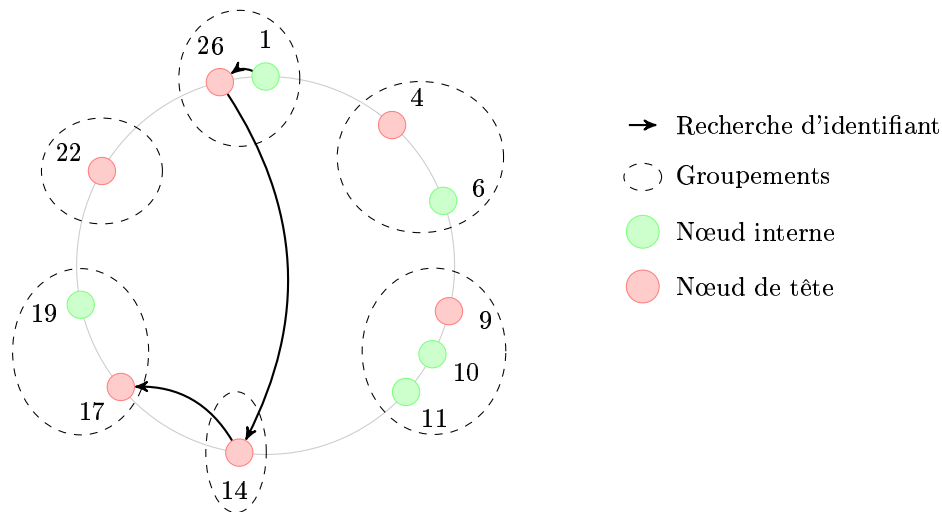 26
1
4
22
6
19
9
10
17
11
14
Recherche d'identifiant
Groupements
Nœud interne
Nœud de tête